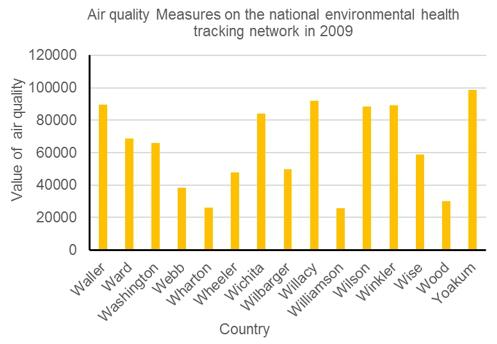 Air quality Measures on the national environmental health
tracking network in 2009
Value of air quality
120000
100000
80000
60000
40000
20000
0
Waller
Ward
Washington
Webb
Wharton
Wheeler
Wichita
Wilbarger
Willacy
Williamson
Wilson
Winkler
Wise
Wood
Yoakum
Country